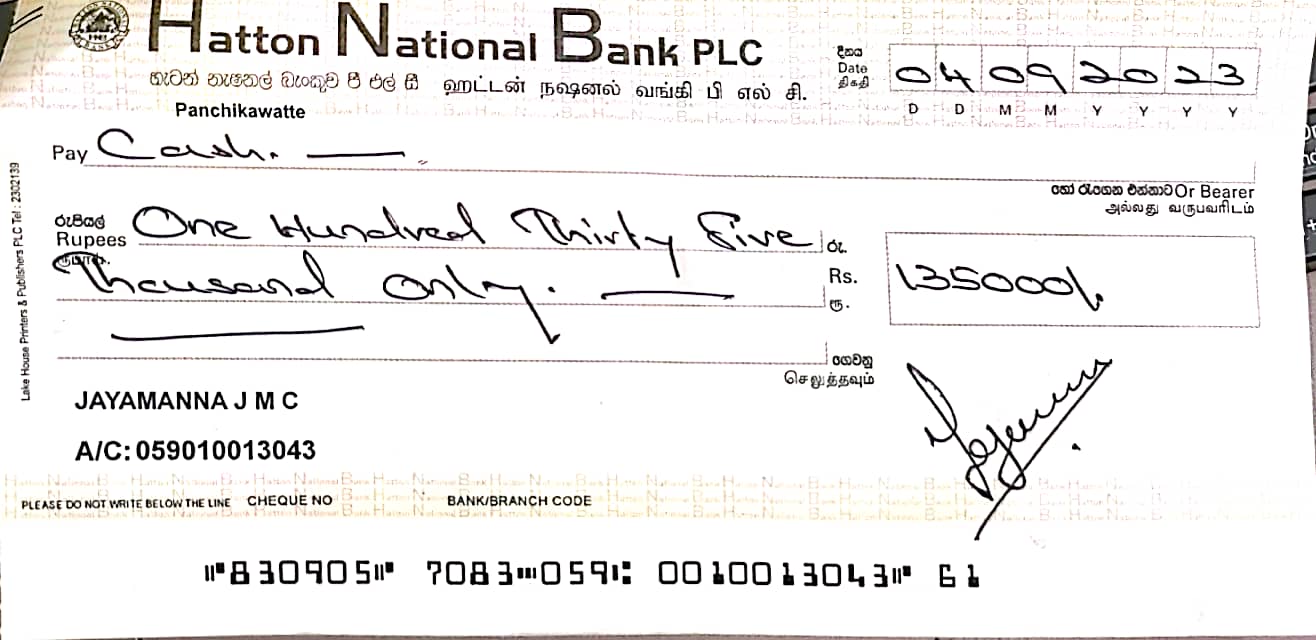 Hatton National Bank PLC
හැටන් නැෂනල් බැංකුව පී එල් සී ஹட்டன் நஷனல் வங்கி பி எல் சி.
Panchikawatte
දිනය
Date
திகதி
04092023
D D M M Y Y Y Y
Pay Cash.
හෝ රැගෙන එන්නාට Or Bearer
அல்லது வருபவரிடம்
රුපියල්
Rupees One Hundred Thirty Five
ரூபாய்.
Thousand Only.
රු.
Rs. 135000/.
ரூ.
ගෙවනු
செலுத்தவும்
Lake House Printers & Publishers PLC Tel : 2302139
JAYAMANNA J M C
A/C: 059010013043
PLEASE DO NOT WRITE BELOW THE LINE CHEQUE NO BANK/BRANCH CODE
⑈830905⑈ 7083⑉059⑆ 0010013043⑈ 61